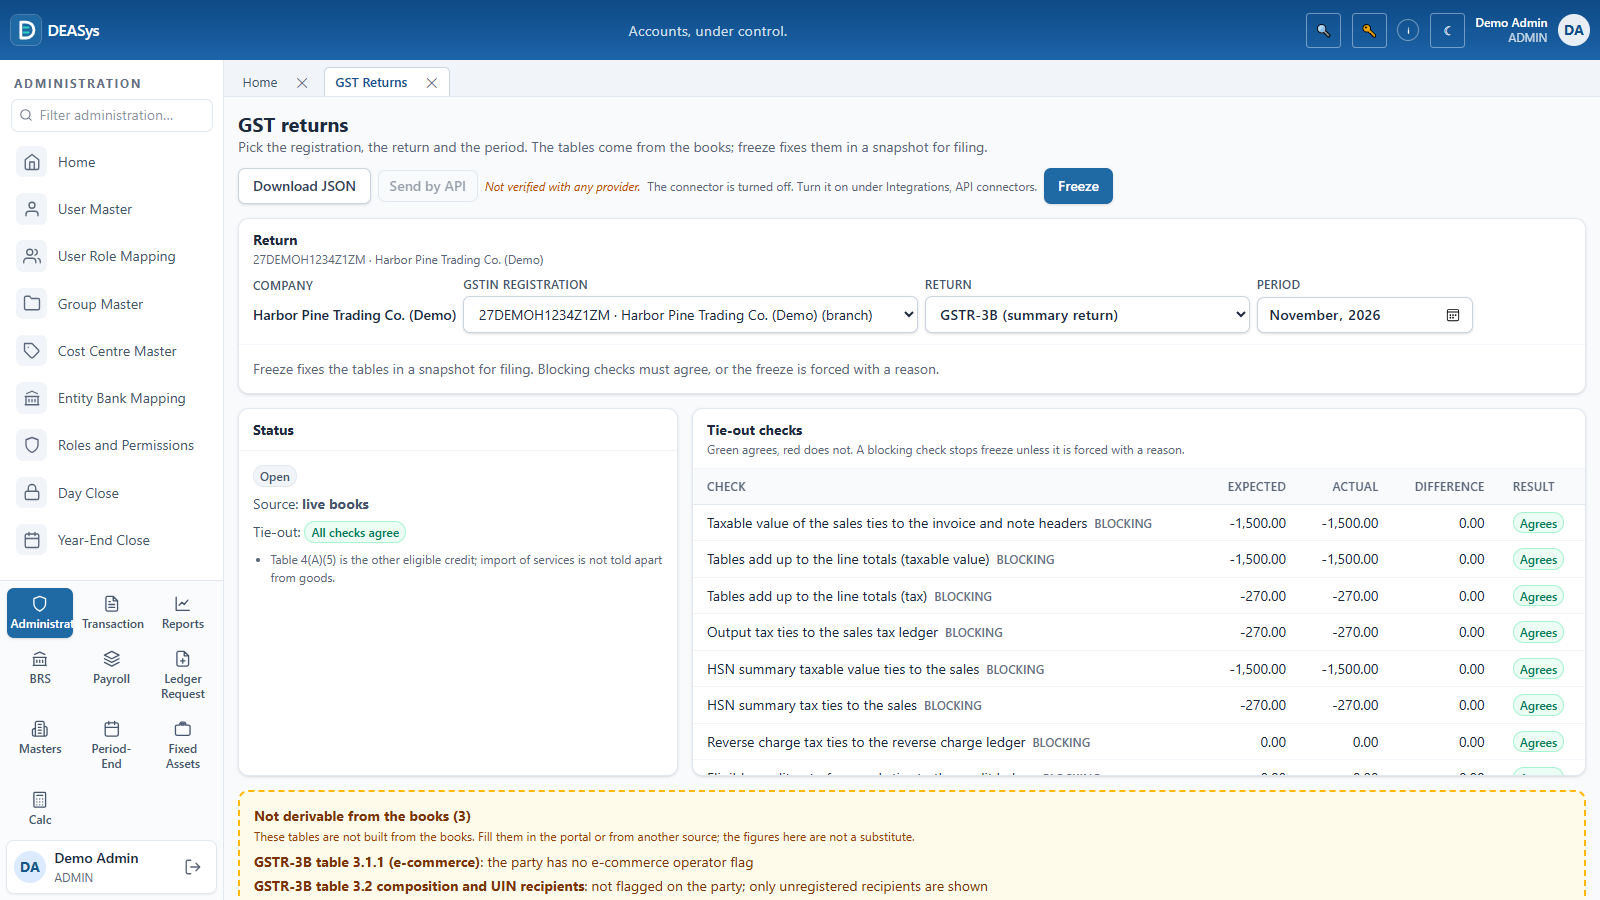 DEASys
Accounts, under control.
Demo Admin
ADMIN
DA
ADMINISTRATION
Filter administration...
Home
User Master
User Role Mapping
Group Master
Cost Centre Master
Entity Bank Mapping
Roles and Permissions
Day Close
Year-End Close
Administrat
Transaction
Reports
BRS
Payroll
Ledger Request
Masters
Period-End
Fixed Assets
Calc
DA
Demo Admin
ADMIN
Home
GST Returns
GST returns
Pick the registration, the return and the period. The tables come from the books; freeze fixes them in a snapshot for filing.
Download JSON
Send by API
Not verified with any provider. The connector is turned off. Turn it on under Integrations, API connectors.
Freeze
Return
27DEMOH1234Z1ZM · Harbor Pine Trading Co. (Demo)
COMPANY
GSTIN REGISTRATION
RETURN
PERIOD
Harbor Pine Trading Co. (Demo)
27DEMOH1234Z1ZM · Harbor Pine Trading Co. (Demo) (branch)
GSTR-3B (summary return)
November, 2026
Freeze fixes the tables in a snapshot for filing. Blocking checks must agree, or the freeze is forced with a reason.
Status
Open
Source: live books
Tie-out: All checks agree
• Table 4(A)(5) is the other eligible credit; import of services is not told apart
from goods.
Tie-out checks
Green agrees, red does not. A blocking check stops freeze unless it is forced with a reason.
CHECK EXPECTED ACTUAL DIFFERENCE RESULT
Taxable value of the sales ties to the invoice and note headers BLOCKING -1,500.00 -1,500.00 0.00 Agrees
Tables add up to the line totals (taxable value) BLOCKING -1,500.00 -1,500.00 0.00 Agrees
Tables add up to the line totals (tax) BLOCKING -270.00 -270.00 0.00 Agrees
Output tax ties to the sales tax ledger BLOCKING -270.00 -270.00 0.00 Agrees
HSN summary taxable value ties to the sales BLOCKING -1,500.00 -1,500.00 0.00 Agrees
HSN summary tax ties to the sales BLOCKING -270.00 -270.00 0.00 Agrees
Reverse charge tax ties to the reverse charge ledger BLOCKING 0.00 0.00 0.00 Agrees
Not derivable from the books (3)
These tables are not built from the books. Fill them in the portal or from another source; the figures here are not a substitute.
GSTR-3B table 3.1.1 (e-commerce): the party has no e-commerce operator flag
GSTR-3B table 3.2 composition and UIN recipients: not flagged on the party; only unregistered recipients are shown